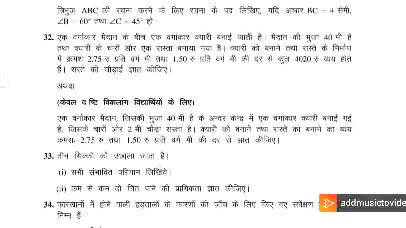 त्रिभुज ABC की रचना करने के लिए रचना के पद लिखिए, यदि आधार BC = 4 सेमी,
∠B = 60° तथा ∠C = 45° हो
32. एक वर्गाकार मैदान के बीच एक वर्गाकार क्यारी बनाई जाती है। मैदान की भुजा 40 मी है
तथा क्यारी के चारों ओर एक रास्ता बनाया गया है। क्यारी को बनाने तथा रास्ते के निर्माण
में क्रमशः 2.75 रु प्रति वर्ग मी तथा 1.50 रु प्रति वर्ग मी की दर से कुल 4020 रु व्यय होते
हैं। रास्ते की चौड़ाई ज्ञात कीजिए।
अथवा
(केवल दृष्टि विकलांग विद्यार्थियों के लिए)
एक वर्गाकार मैदान, जिसकी भुजा 40 मी है के अन्दर केन्द्र में एक वर्गाकार क्यारी बनाई गई
है, जिसके चारों ओर 2 मी चौड़ा रास्ता है। क्यारी को बनाने तथा रास्ते को बनाने का व्यय
क्रमशः 2.75 रु तथा 1.50 रु प्रति वर्ग मी की दर से ज्ञात कीजिए।
33. तीन सिक्कों को उछाला जाता है।
(i) सभी संभावित परिणाम लिखिये।
(ii) कम से कम दो चित पाने की प्रायिकता ज्ञात कीजिए।
34. कारखानों में होने वाली हड़तालों के कारणों की जाँच के लिए किए गए सर्वेक्षण
निम्न हैं
addmusictovide